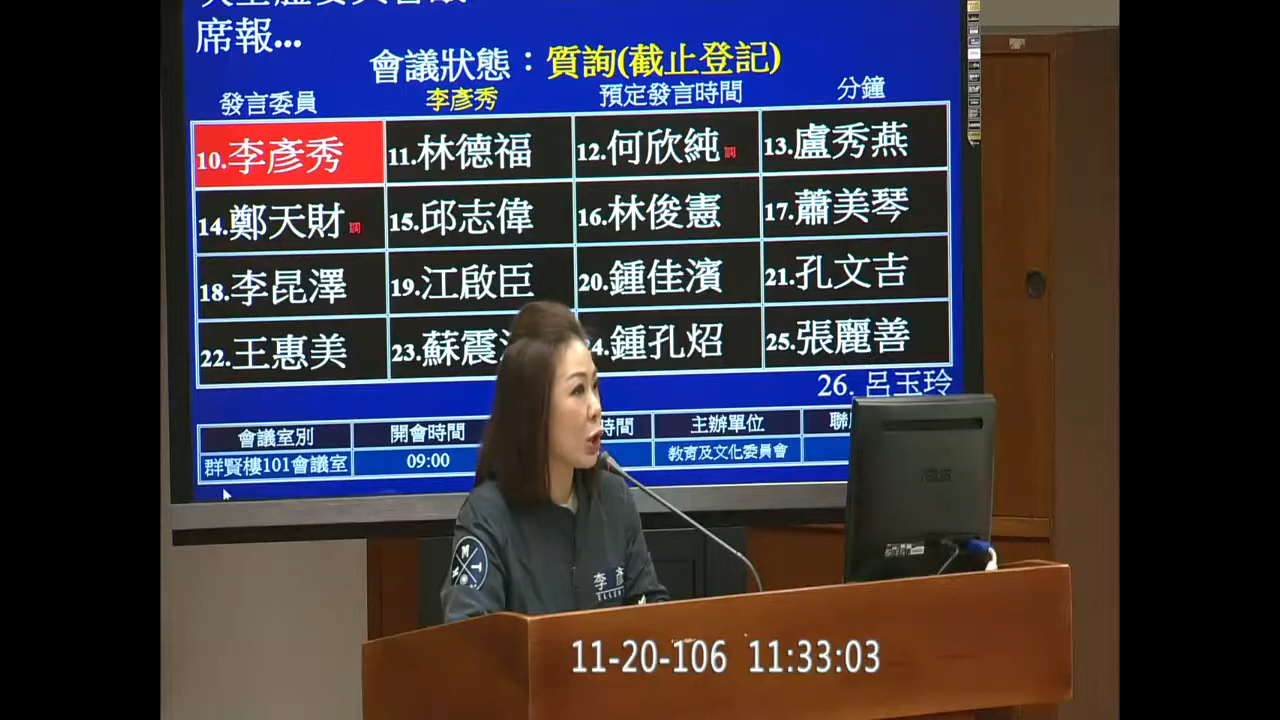 席報...
會議狀態：質詢(截止登記)
發言委員 李彥秀 預定發言時間 分鐘
10.李彥秀 11.林德福 12.何欣純 13.盧秀燕
14.鄭天財 15.邱志偉 16.林俊憲 17.蕭美琴
18.李昆澤 19.江啟臣 20.鍾佳濱 21.孔文吉
22.王惠美 23.蘇震 4.鍾孔炤 25.張麗善
26. 呂玉玲
會議室別 開會時間 時間 主辦單位 聯
群賢樓101會議室 09:00 教育及文化委員會
ASUS
李彥
11-20-106 11:33:03